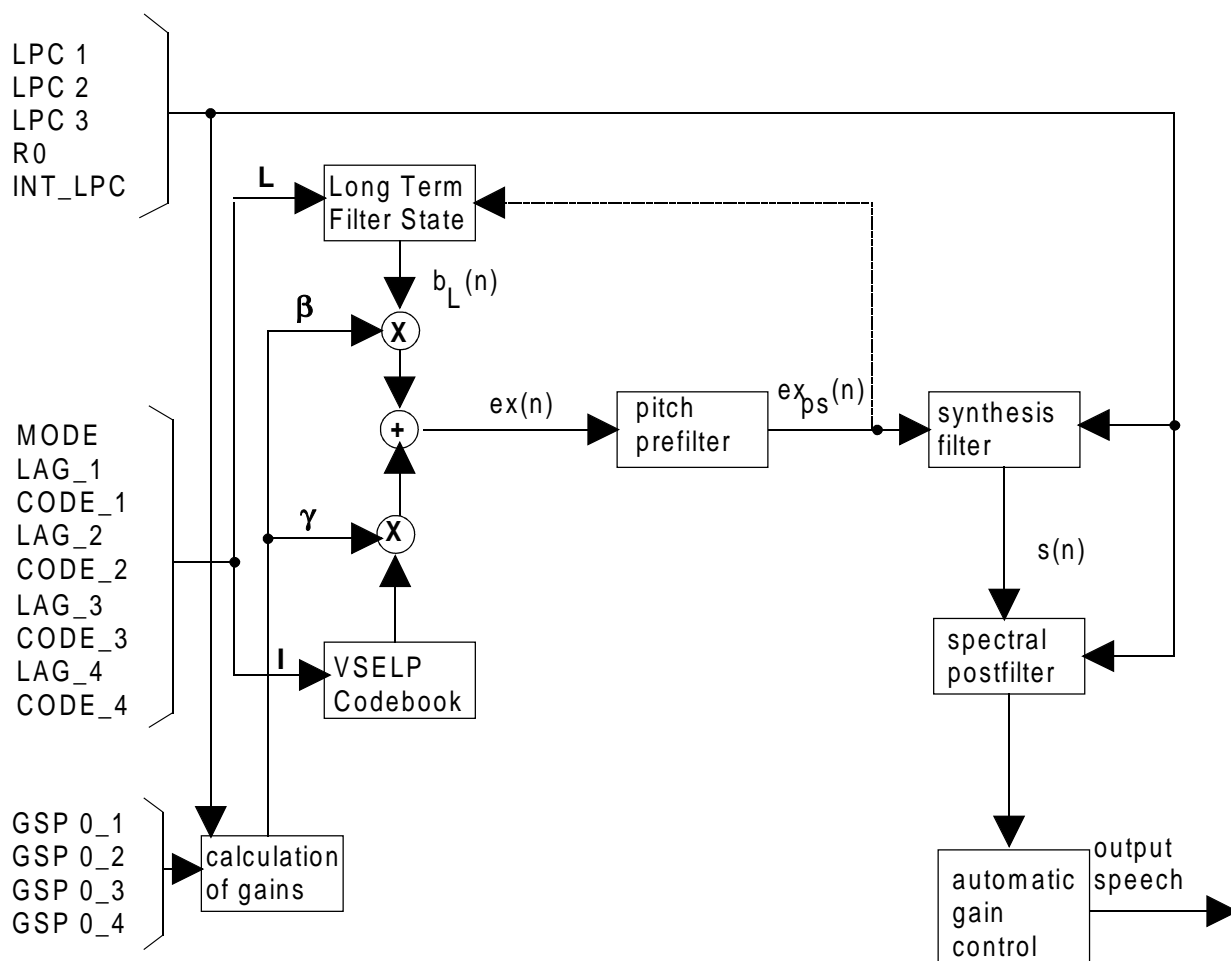 LPC 1
LPC 2
LPC 3
R0
INT_LPC
L
Long Term
Filter State
b_L(n)
β
X
MODE
LAG_1
CODE_1
LAG_2
CODE_2
LAG_3
CODE_3
LAG_4
CODE_4
+
ex(n)
pitch
prefilter
ex_ps(n)
synthesis
filter
γ
X
s(n)
I
VSELP
Codebook
spectral
postfilter
GSP 0_1
GSP 0_2
GSP 0_3
GSP 0_4
calculation
of gains
automatic
gain
control
output
speech